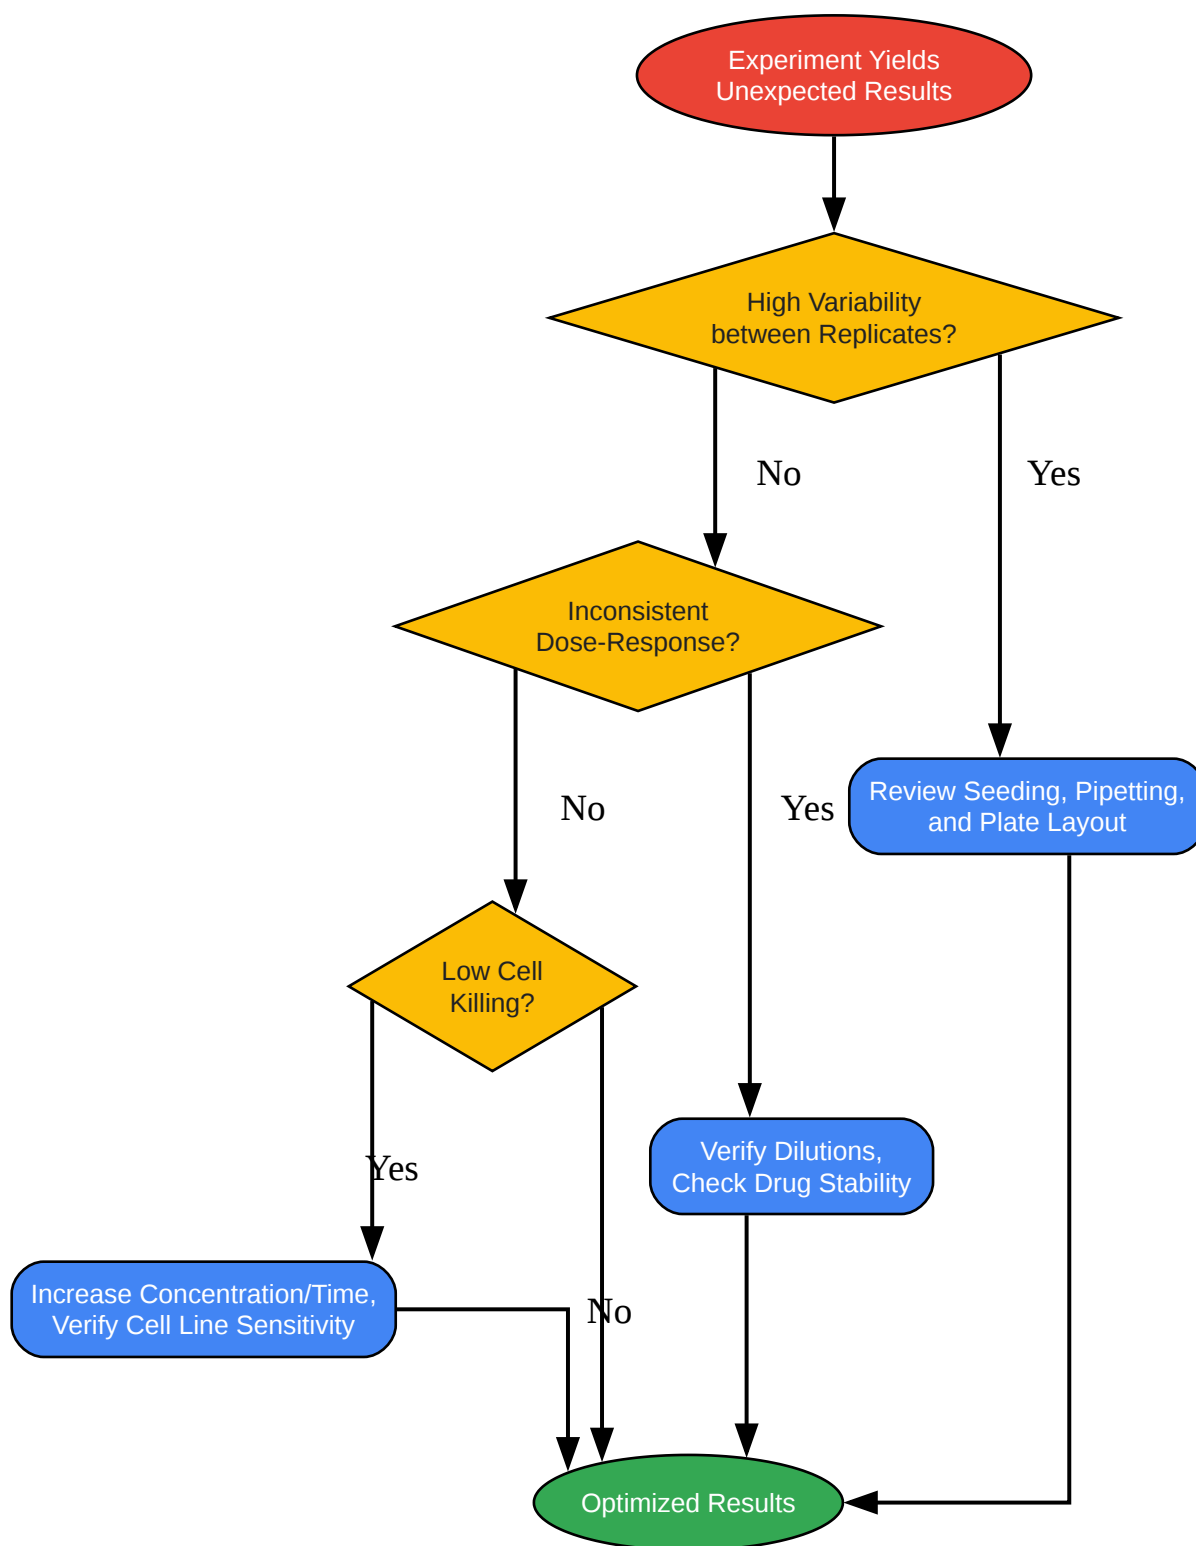 Experiment Yields
Unexpected Results
High Variability
between Replicates?
No
Yes
Inconsistent
Dose-Response?
No
Yes
Review Seeding, Pipetting,
and Plate Layout
Low Cell
Killing?
Yes
No
Verify Dilutions,
Check Drug Stability
Increase Concentration/Time,
Verify Cell Line Sensitivity
Optimized Results